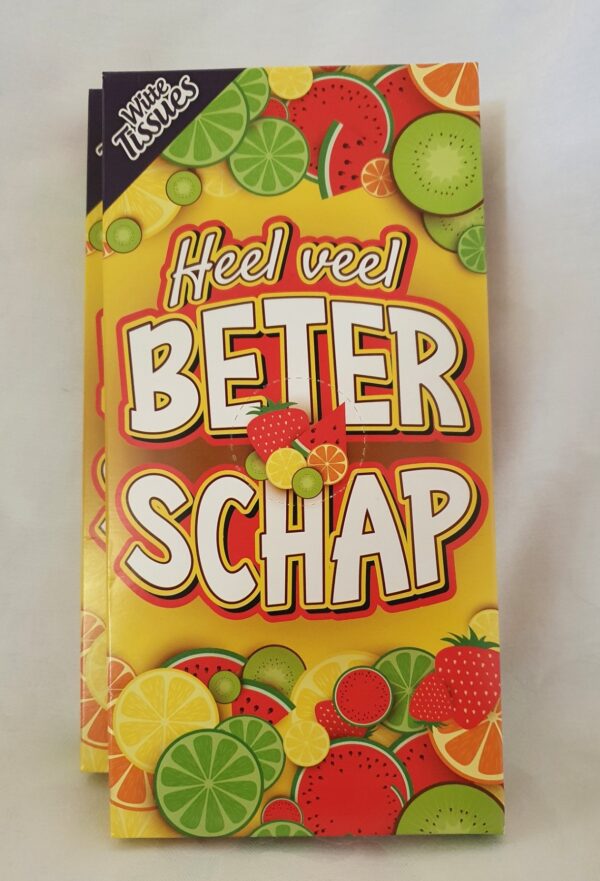 Witte
Tissues
Heel veel
BETER
SCHAP